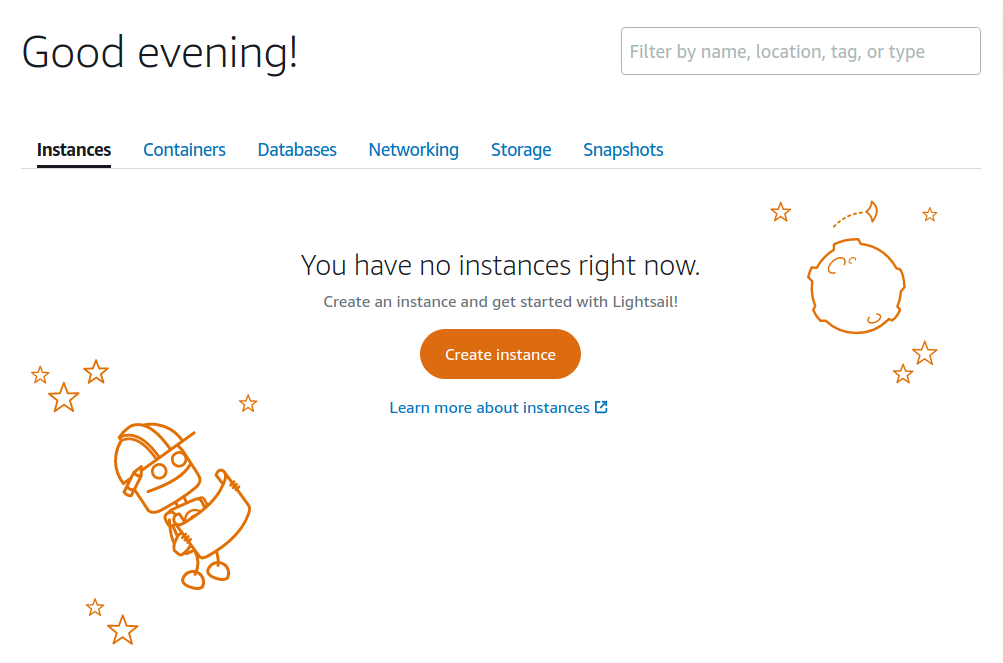 Good evening!
Filter by name, location, tag, or type
Instances Containers Databases Networking Storage Snapshots
You have no instances right now.
Create an instance and get started with Lightsail!
Create instance
Learn more about instances